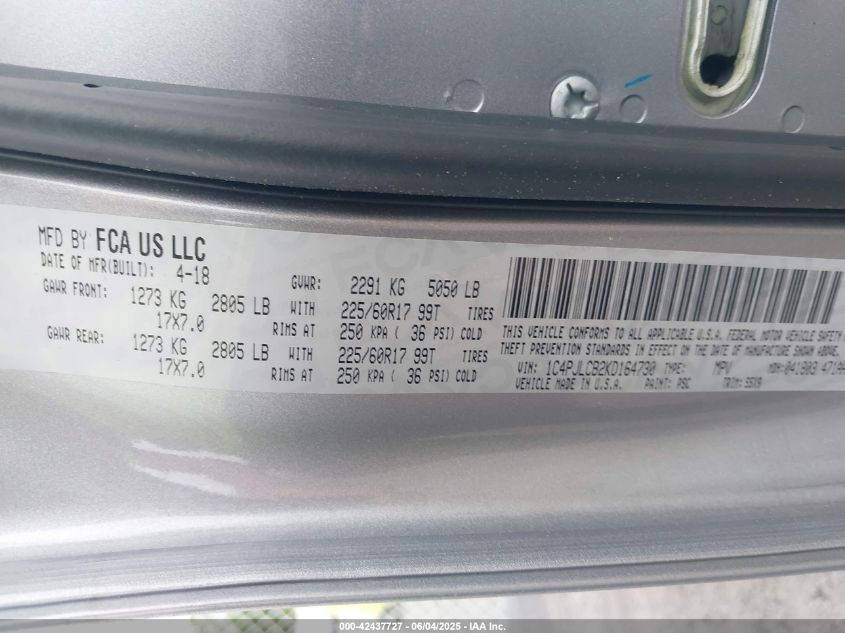 MFD BY FCA US LLC
DATE OF MFR(BUILT): 4-18
GVWR: 2291 KG 5050 LB
GAWR FRONT: 1273 KG 2805 LB WITH 225/60R17 99T TIRES
17X7.0 RIMS AT 250 KPA ( 36 PSI) COLD
GAWR REAR: 1273 KG 2805 LB WITH 225/60R17 99T TIRES
17X7.0 RIMS AT 250 KPA ( 36 PSI) COLD
THIS VEHICLE CONFORMS TO ALL APPLICABLE U.S.A. FEDERAL MOTOR VEHICLE SAFETY
THEFT PREVENTION STANDARDS IN EFFECT ON THE DATE OF MANUFACTURE SHOWN ABOVE.
VIN: 1C4PJLCB2KD164730 TYPE: MPV MDH: 041803
VEHICLE MADE IN U.S.A. PAINT: PSC TRIM:
000-42437727 - 06/04/2025 - IAA Inc.